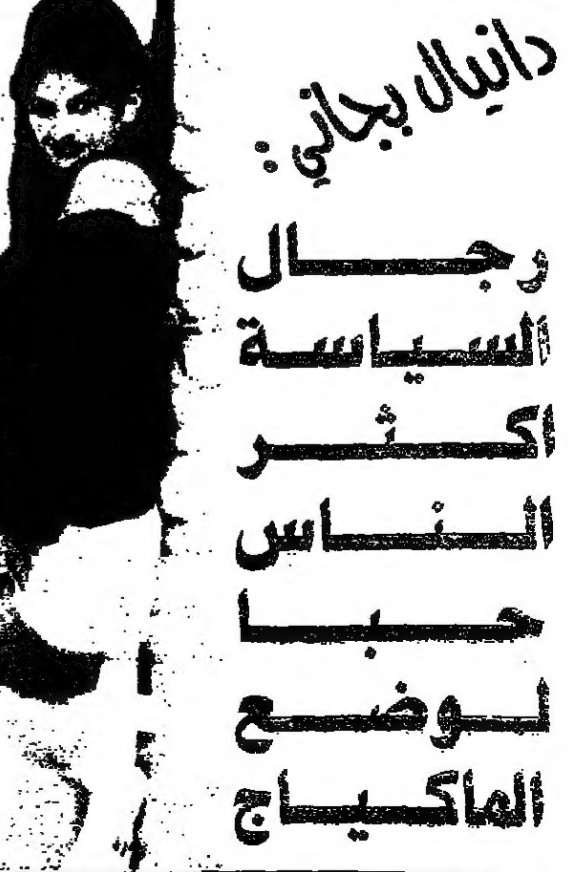 دانيال بجاني:
رجال
السياسة
اكثر
الناس
حبا
لوضع
الماكياج